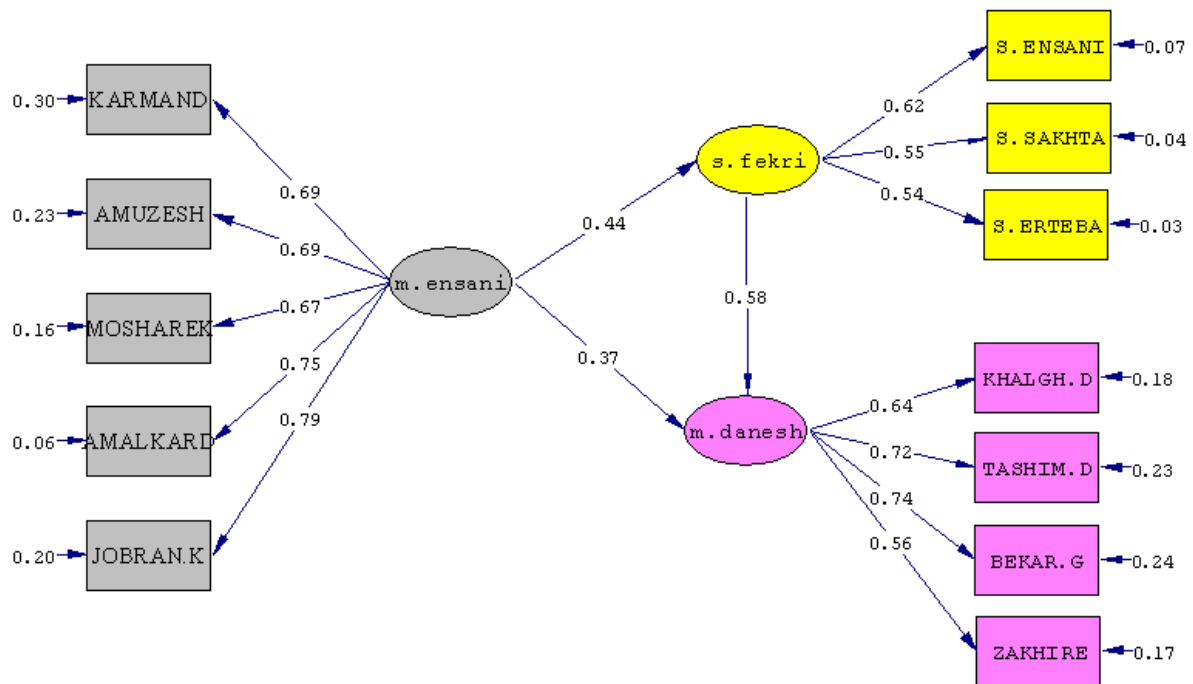 0.30
KARMAND
0.23
AMUZESH
0.16
MOSHAREK
0.06
AMALKARD
0.20
JOBRAN.K
0.69
0.69
0.67
0.75
0.79
m.ensani
0.44
0.37
s.fekri
0.58
m.danesh
0.62
0.55
0.54
S.ENSANI
0.07
S.SAKHTA
0.04
S.ERTEBA
0.03
0.64
0.72
0.74
0.56
KHALGH.D
0.18
TASHIM.D
0.23
BEKAR.G
0.24
ZAKHIRE
0.17